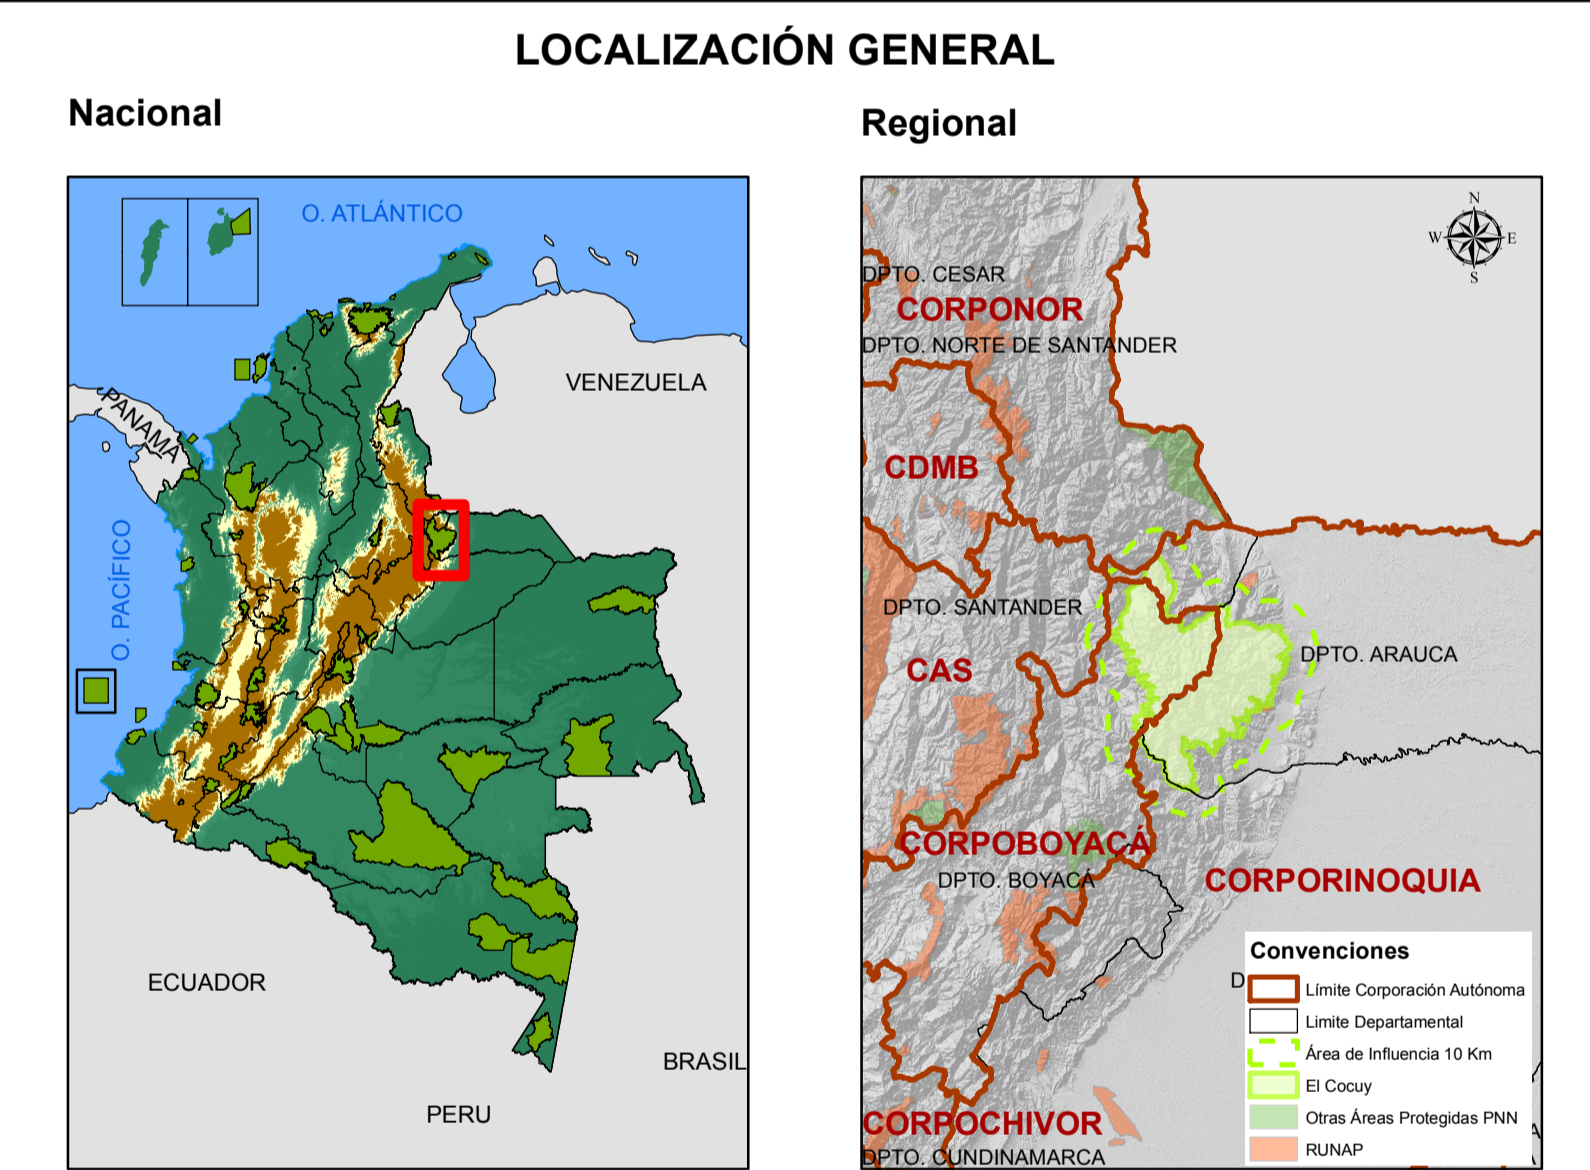 LOCALIZACIÓN GENERAL
Nacional
Regional
O. ATLÁNTICO
VENEZUELA
PANAMÁ
O. PACÍFICO
ECUADOR
BRASIL
PERU
N
W
E
S
DPTO. CESAR
CORPONOR
DPTO. NORTE DE SANTANDER
CDMB
DPTO. SANTANDER
CAS
DPTO. ARAUCA
CORPOBOYACÁ
DPTO. BOYACÁ
CORPORINOQUIA
D
CORPOCHIVOR
DPTO. CUNDINAMARCA
Convenciones
Límite Corporación Autónoma
Limite Departamental
Área de Influencia 10 Km
El Cocuy
Otras Áreas Protegidas PNN
RUNAP